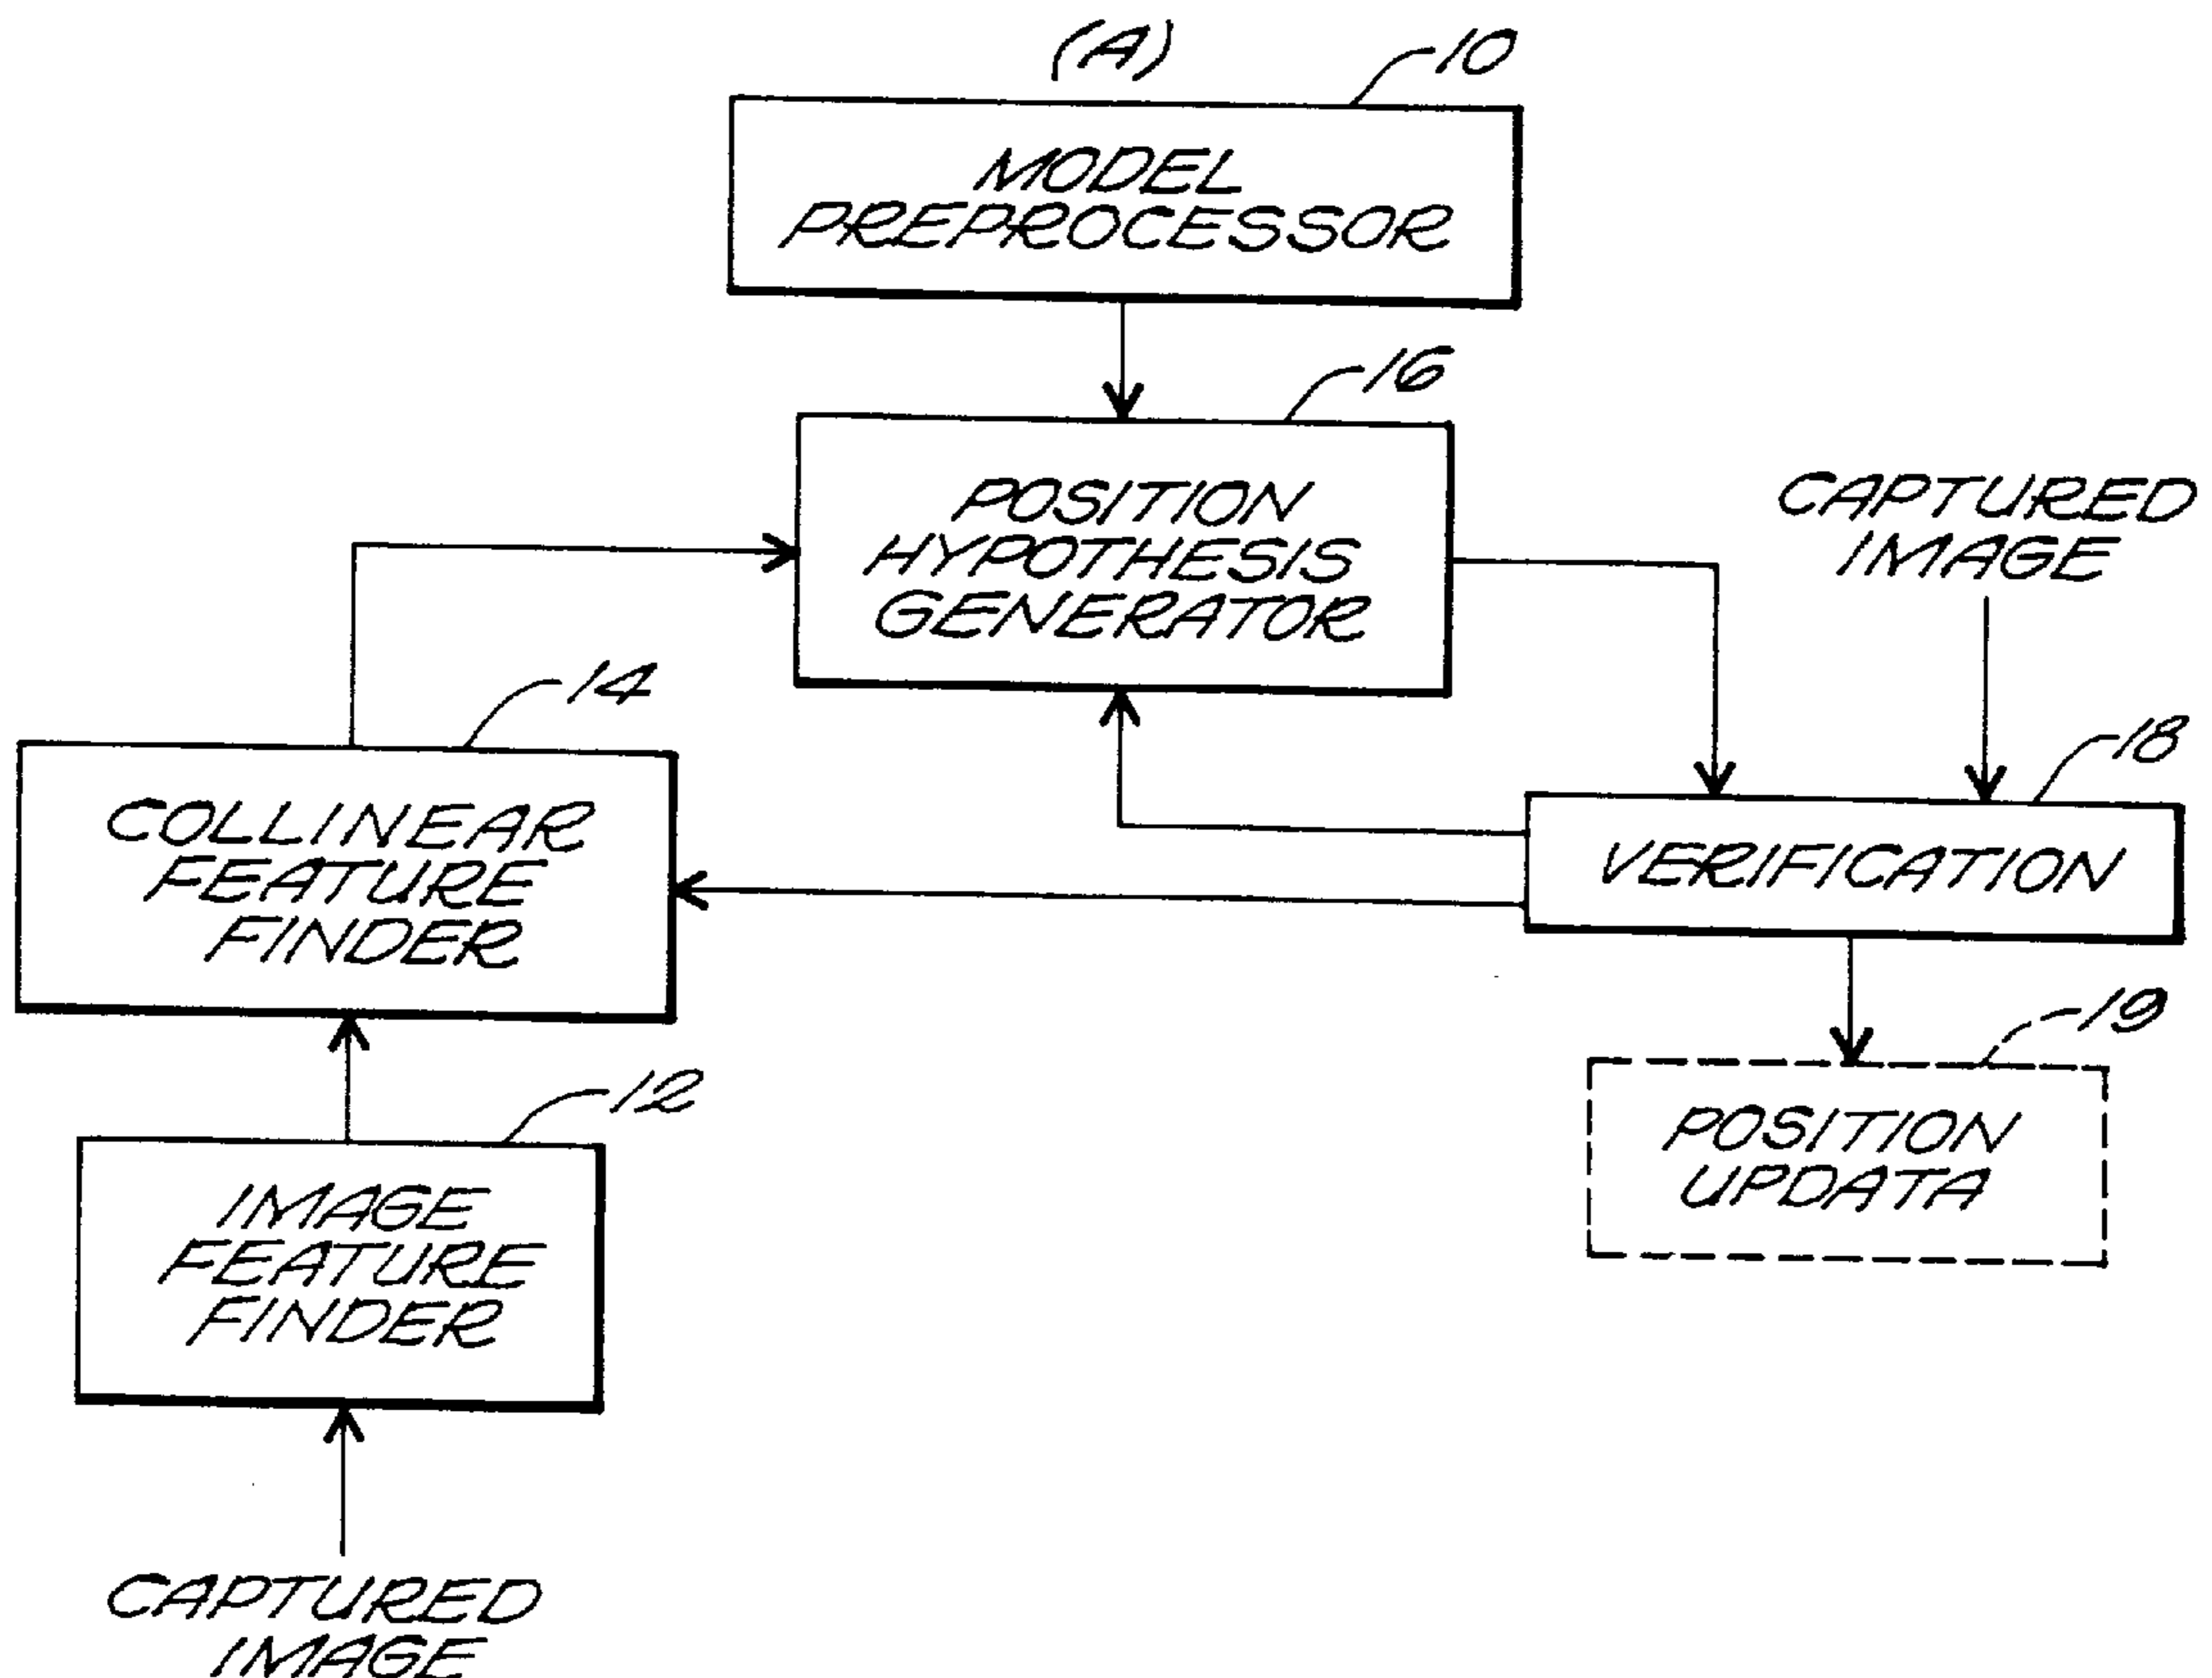 (A)
10
MODEL
PREPROCESSOR
16
POSITION
HYPOTHESIS
GENERATOR
CAPTURED
IMAGE
14
18
COLLINEAR
FEATURE
FINDER
VERIFICATION
19
12
POSITION
UPDATA
IMAGE
FEATURE
FINDER
CAPTURED
IMAGE